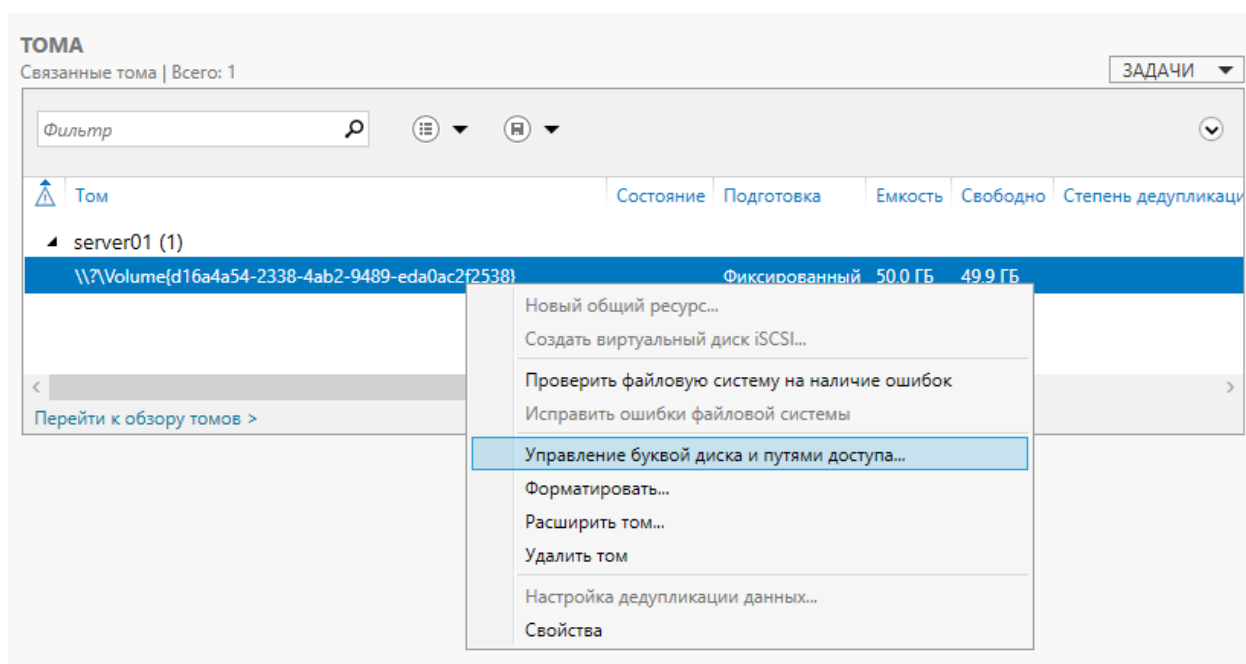 ТОМА
Связанные тома | Всего: 1
ЗАДАЧИ
Фильтр
Том Состояние Подготовка Емкость Свободно Степень дедупликаци
server01 (1)
\\?\Volume{d16a4a54-2338-4ab2-9489-eda0ac2f2538} Фиксированный 50.0 ГБ 49.9 ГБ
Новый общий ресурс...
Создать виртуальный диск iSCSI...
Проверить файловую систему на наличие ошибок
Исправить ошибки файловой системы
Перейти к обзору томов >
Управление буквой диска и путями доступа...
Форматировать...
Расширить том...
Удалить том
Настройка дедупликации данных...
Свойства